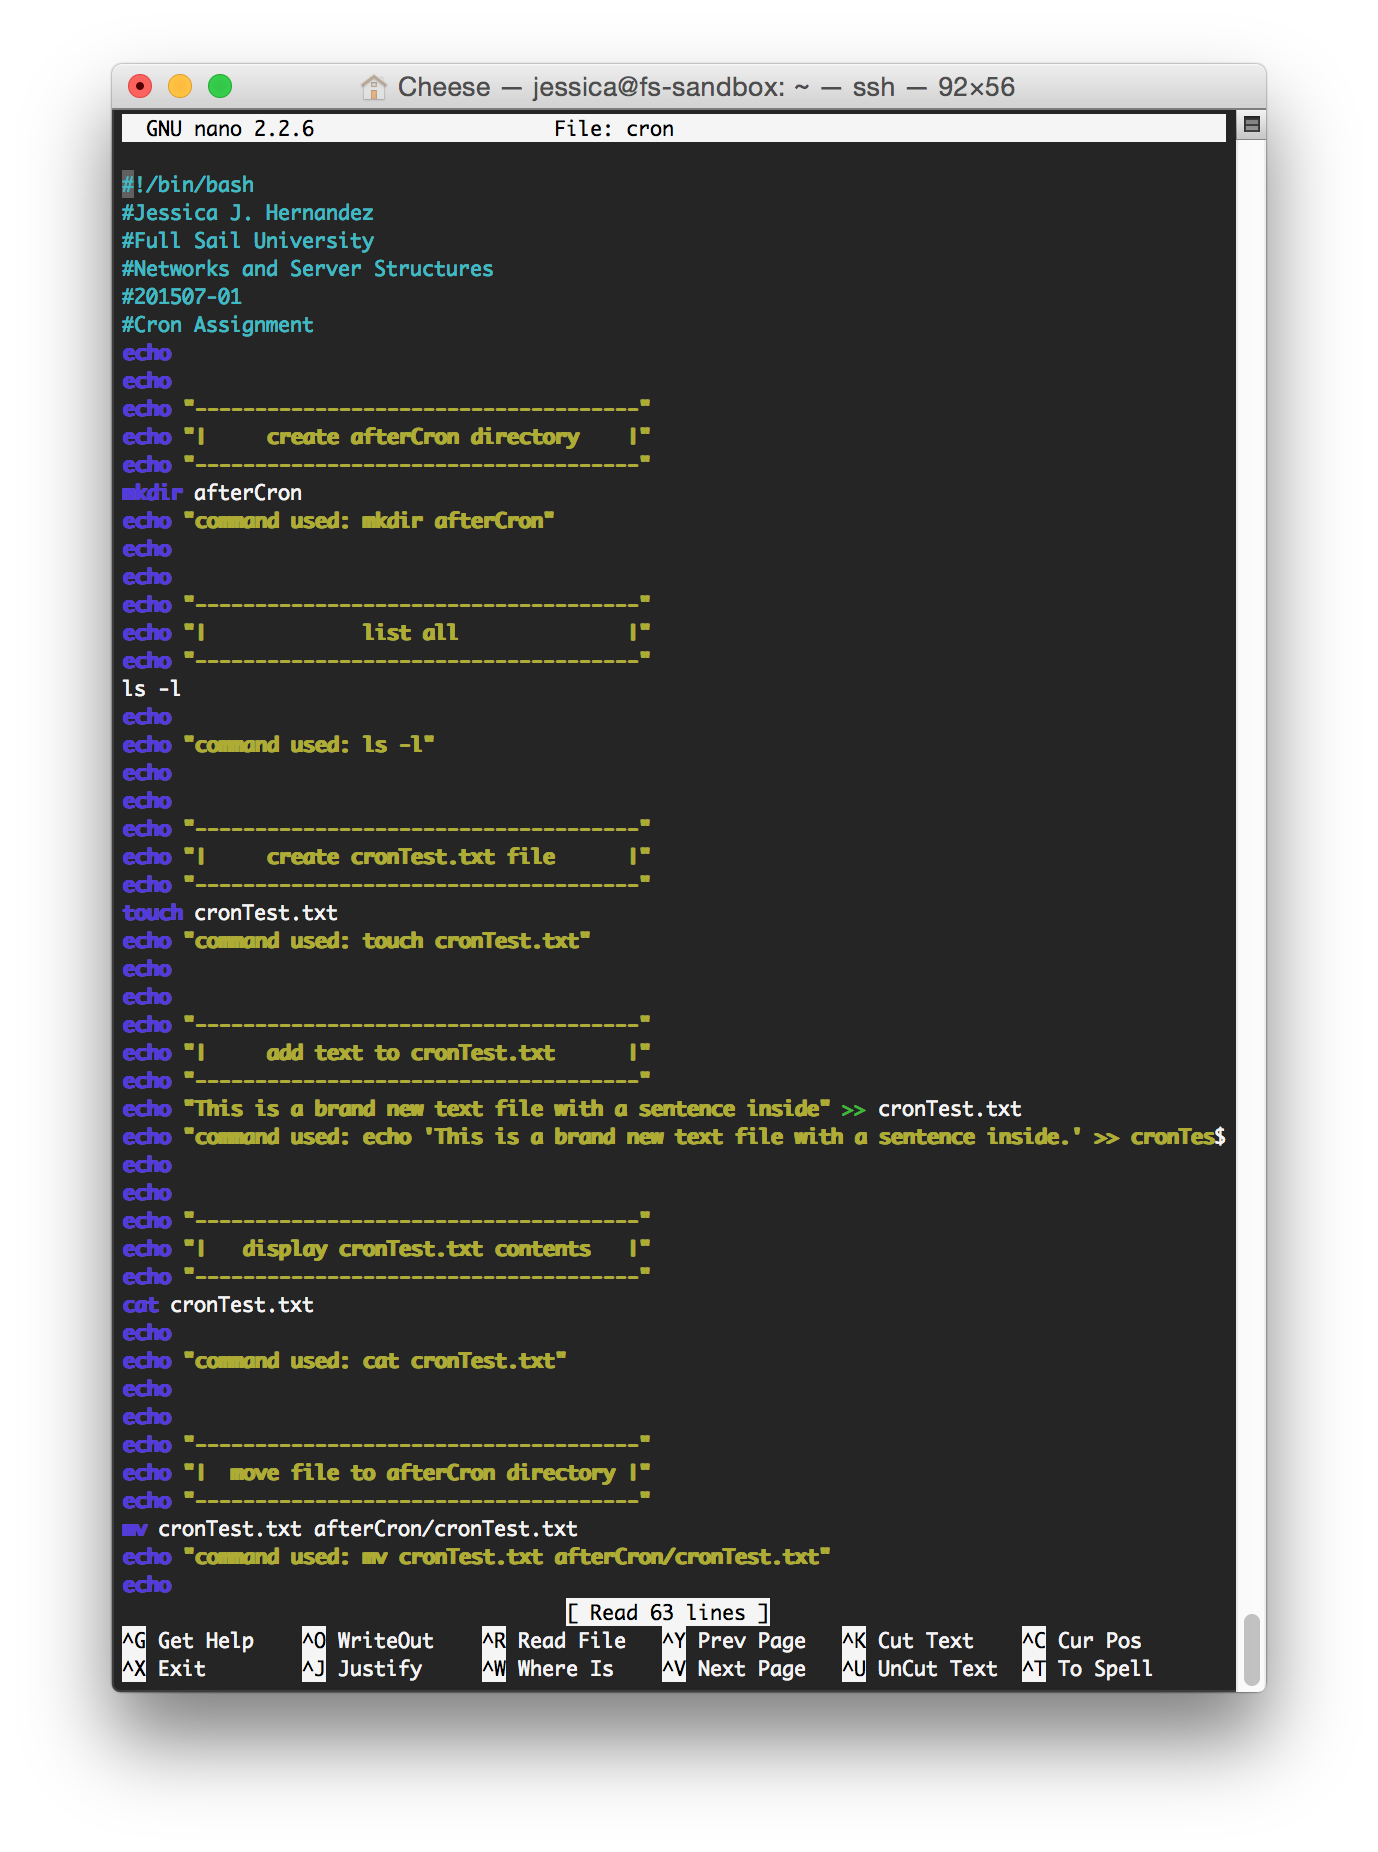 Cheese — jessica@fs-sandbox: ~ — ssh — 92×56
GNU nano 2.2.6 File: cron
#!/bin/bash
#Jessica J. Hernandez
#Full Sail University
#Networks and Server Structures
#201507-01
#Cron Assignment
echo
echo
echo "-------------------------------------"
echo "|     create afterCron directory    |"
echo "-------------------------------------"
mkdir afterCron
echo "command used: mkdir afterCron"
echo
echo
echo "-------------------------------------"
echo "|             list all              |"
echo "-------------------------------------"
ls -l
echo
echo "command used: ls -l"
echo
echo
echo "-------------------------------------"
echo "|     create cronTest.txt file      |"
echo "-------------------------------------"
touch cronTest.txt
echo "command used: touch cronTest.txt"
echo
echo
echo "-------------------------------------"
echo "|     add text to cronTest.txt      |"
echo "-------------------------------------"
echo "This is a brand new text file with a sentence inside" >> cronTest.txt
echo "command used: echo 'This is a brand new text file with a sentence inside.' >> cronTes$
echo
echo
echo "-------------------------------------"
echo "|   display cronTest.txt contents   |"
echo "-------------------------------------"
cat cronTest.txt
echo
echo "command used: cat cronTest.txt"
echo
echo
echo "-------------------------------------"
echo "|  move file to afterCron directory |"
echo "-------------------------------------"
mv cronTest.txt afterCron/cronTest.txt
echo "command used: mv cronTest.txt afterCron/cronTest.txt"
echo
[ Read 63 lines ]
^G Get Help ^O WriteOut ^R Read File ^Y Prev Page ^K Cut Text ^C Cur Pos
^X Exit ^J Justify ^W Where Is ^V Next Page ^U UnCut Text ^T To Spell